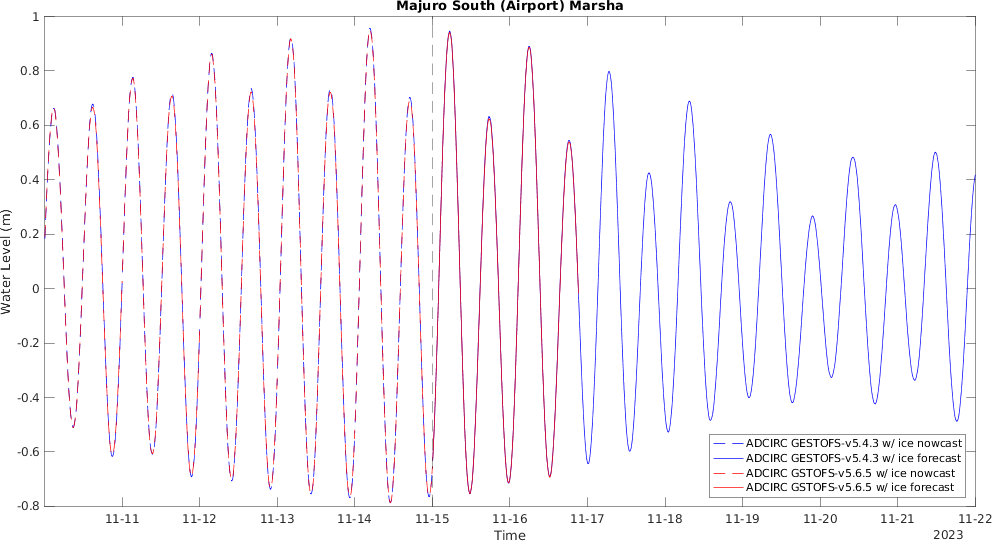 Majuro South (Airport) Marsha
1
0.8
0.6
0.4
0.2
0
-0.2
-0.4
-0.6
-0.8
Water Level (m)
ADCIRC GESTOFS-v5.4.3 w/ ice nowcast
ADCIRC GESTOFS-v5.4.3 w/ ice forecast
ADCIRC GSTOFS-v5.6.5 w/ ice nowcast
ADCIRC GSTOFS-v5.6.5 w/ ice forecast
11-11 11-12 11-13 11-14 11-15 11-16 11-17 11-18 11-19 11-20 11-21 11-22
Time
2023